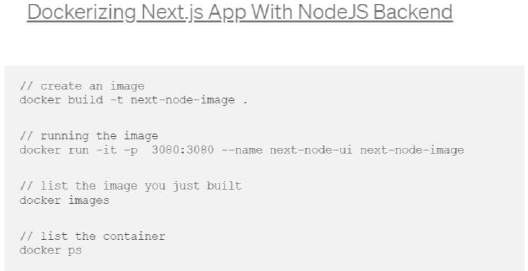 Dockerizing Next.js App With NodeJS Backend
// create an image
docker build -t next-node-image .
// running the image
docker run -it -p  3080:3080 --name next-node-ui next-node-image
// list the image you just built
docker images
// list the container
docker ps